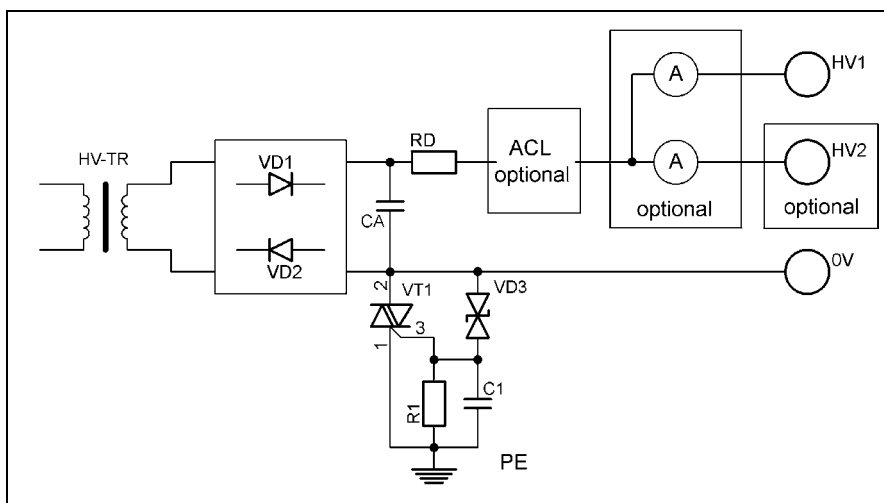 HV1
A
RD
HV-TR
ACL
optional
VD1
A
HV2
CA
optional
optional
VD2
0V
2
VT1
VD3
3
1
R1
C1
PE